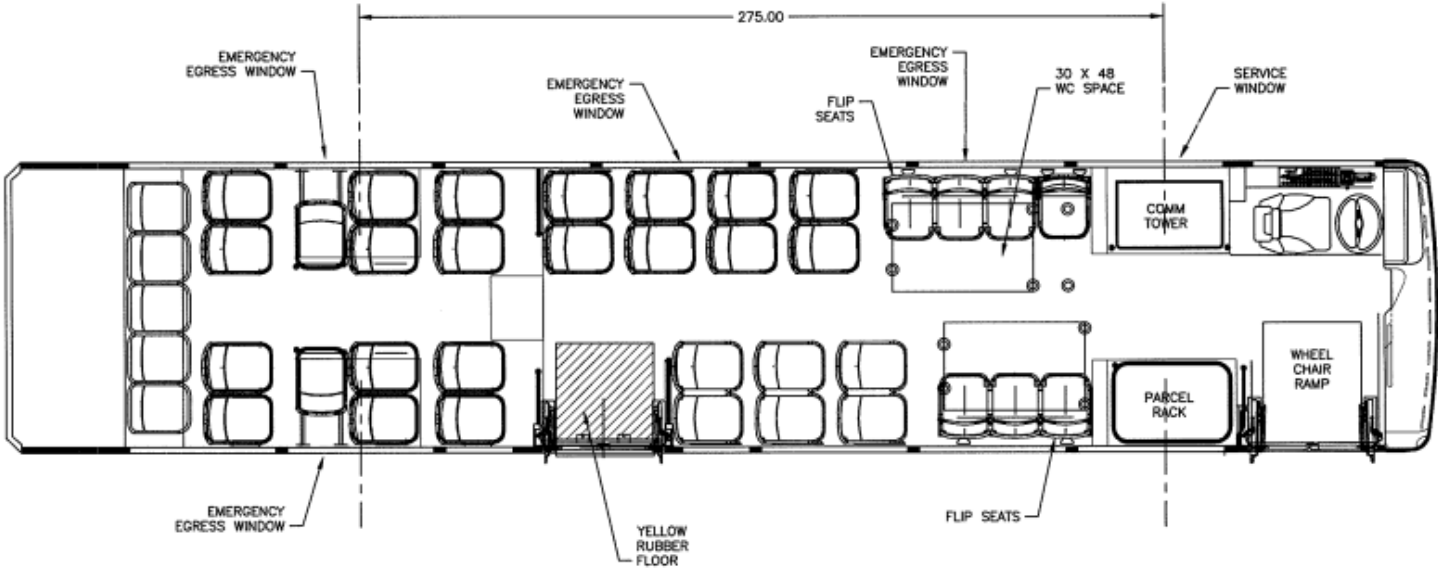 275.00
EMERGENCY
EGRESS WINDOW
EMERGENCY
EGRESS
WINDOW
EMERGENCY
EGRESS
WINDOW
FLIP
SEATS
30 X 48
WC SPACE
SERVICE
WINDOW
COMM
TOWER
WHEEL
CHAIR
RAMP
PARCEL
RACK
EMERGENCY
EGRESS WINDOW
YELLOW
RUBBER
FLOOR
FLIP SEATS